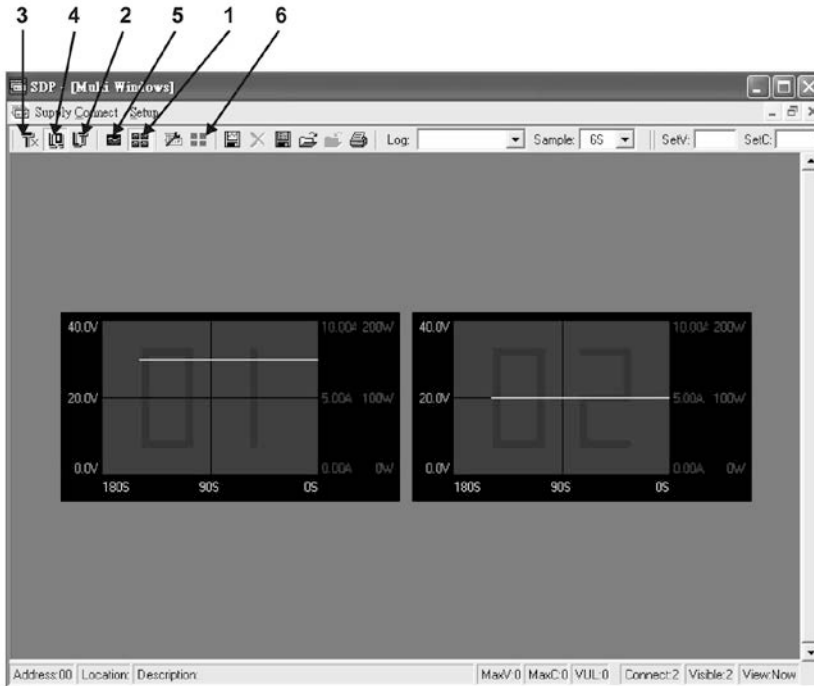 3 4 2 5 1 6
SDP - [Multi Windows]
Supply Connect Setup
Log: Sample: 6S SetV: SetC:
40.0V 10.00A 200W
20.0V 5.00A 100W
0.0V 0.00A 0W
180S 90S 0S
01
40.0V 10.00A 200W
20.0V 5.00A 100W
0.0V 0.00A 0W
180S 90S 0S
02
Address:00 Location: Description: MaxV:0 MaxC:0 VUL:0 Connect:2 Visible:2 View:Now